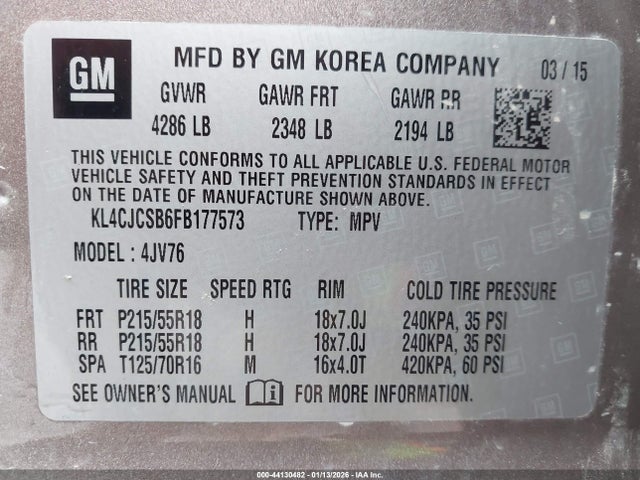 GM
MFD BY GM KOREA COMPANY 03 / 15
GVWR GAWR FRT GAWR RR
4286 LB 2348 LB 2194 LB
THIS VEHICLE CONFORMS TO ALL APPLICABLE U.S. FEDERAL MOTOR
VEHICLE SAFETY AND THEFT PREVENTION STANDARDS IN EFFECT
ON THE DATE OF MANUFACTURE SHOWN ABOVE.
KL4CJCSB6FB177573 TYPE: MPV
MODEL : 4JV76
TIRE SIZE SPEED RTG RIM COLD TIRE PRESSURE
FRT P215/55R18 H 18x7.0J 240KPA, 35 PSI
RR P215/55R18 H 18x7.0J 240KPA, 35 PSI
SPA T125/70R16 M 16x4.0T 420KPA, 60 PSI
SEE OWNER'S MANUAL FOR MORE INFORMATION.
000-44130482 - 01/13/2026 - IAA Inc.